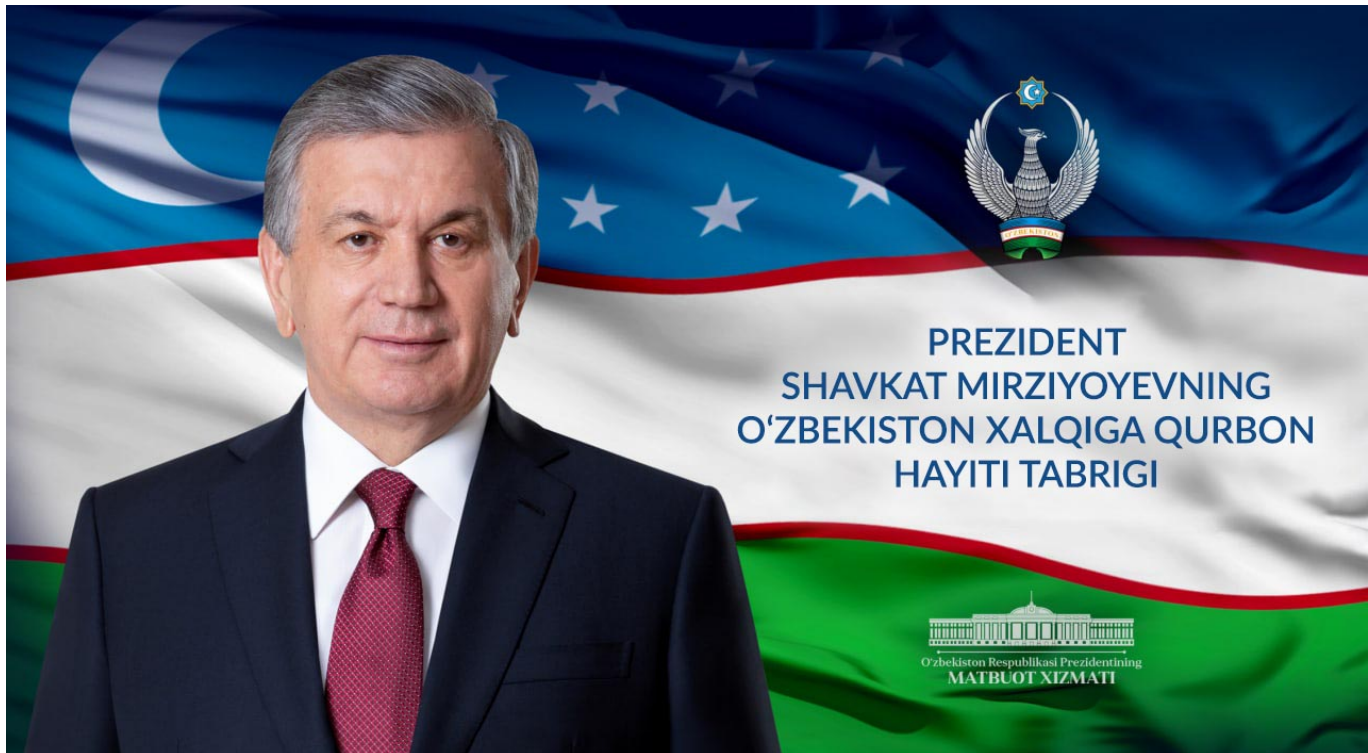 O'ZBEKISTON
PREZIDENT
SHAVKAT MIRZIYOYEVNING
O‘ZBEKISTON XALQIGA QURBON
HAYITI TABRIGI
O'zbekiston Respublikasi Prezidentining
MATBUOT XIZMATI